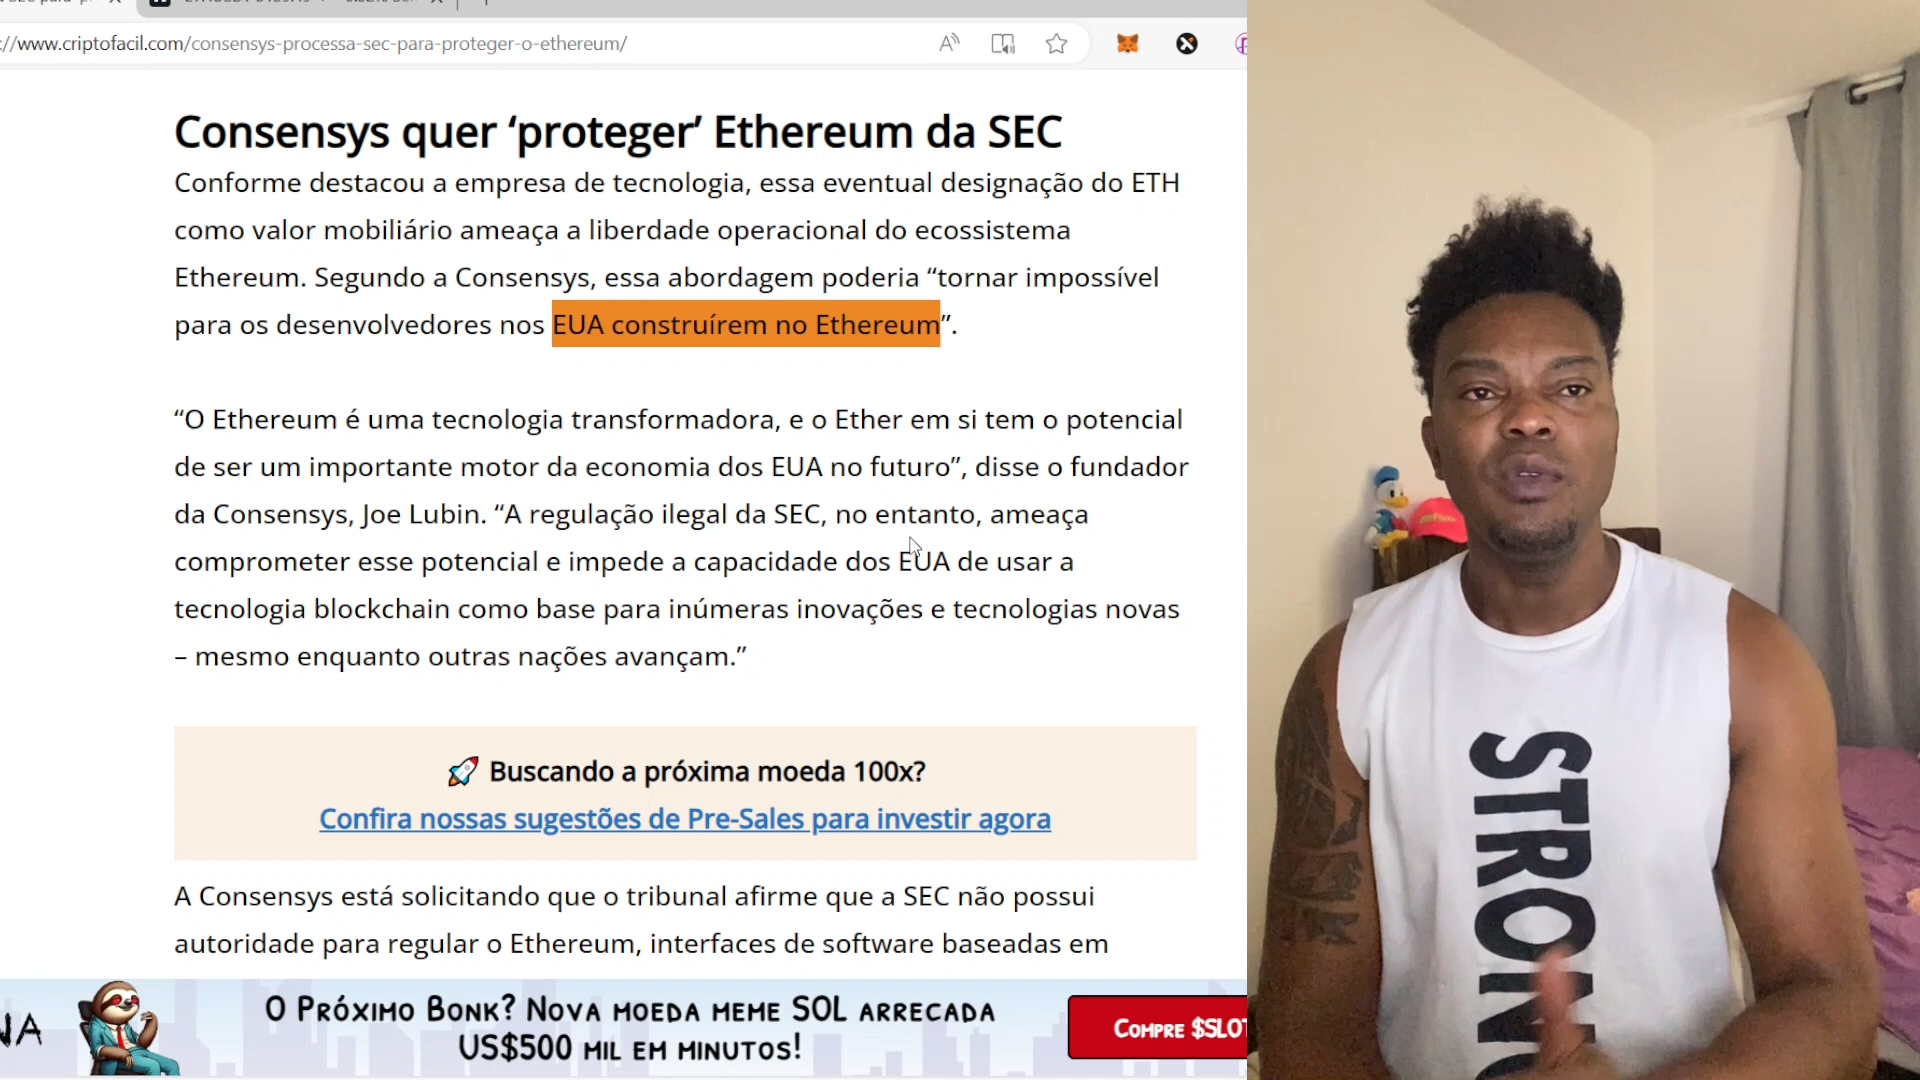 ://www.criptofacil.com/consensys-processa-sec-para-proteger-o-ethereum/
Consensys quer ‘proteger’ Ethereum da SEC
Conforme destacou a empresa de tecnologia, essa eventual designação do ETH
como valor mobiliário ameaça a liberdade operacional do ecossistema
Ethereum. Segundo a Consensys, essa abordagem poderia “tornar impossível
para os desenvolvedores nos EUA construírem no Ethereum”.
“O Ethereum é uma tecnologia transformadora, e o Ether em si tem o potencial
de ser um importante motor da economia dos EUA no futuro”, disse o fundador
da Consensys, Joe Lubin. “A regulação ilegal da SEC, no entanto, ameaça
comprometer esse potencial e impede a capacidade dos EUA de usar a
tecnologia blockchain como base para inúmeras inovações e tecnologias novas
– mesmo enquanto outras nações avançam.”
Buscando a próxima moeda 100x?
Confira nossas sugestões de Pre-Sales para investir agora
A Consensys está solicitando que o tribunal afirme que a SEC não possui
autoridade para regular o Ethereum, interfaces de software baseadas em
O Próximo Bonk? Nova moeda meme SOL arrecada
US$500 mil em minutos!
Compre $SLOT
STRONG